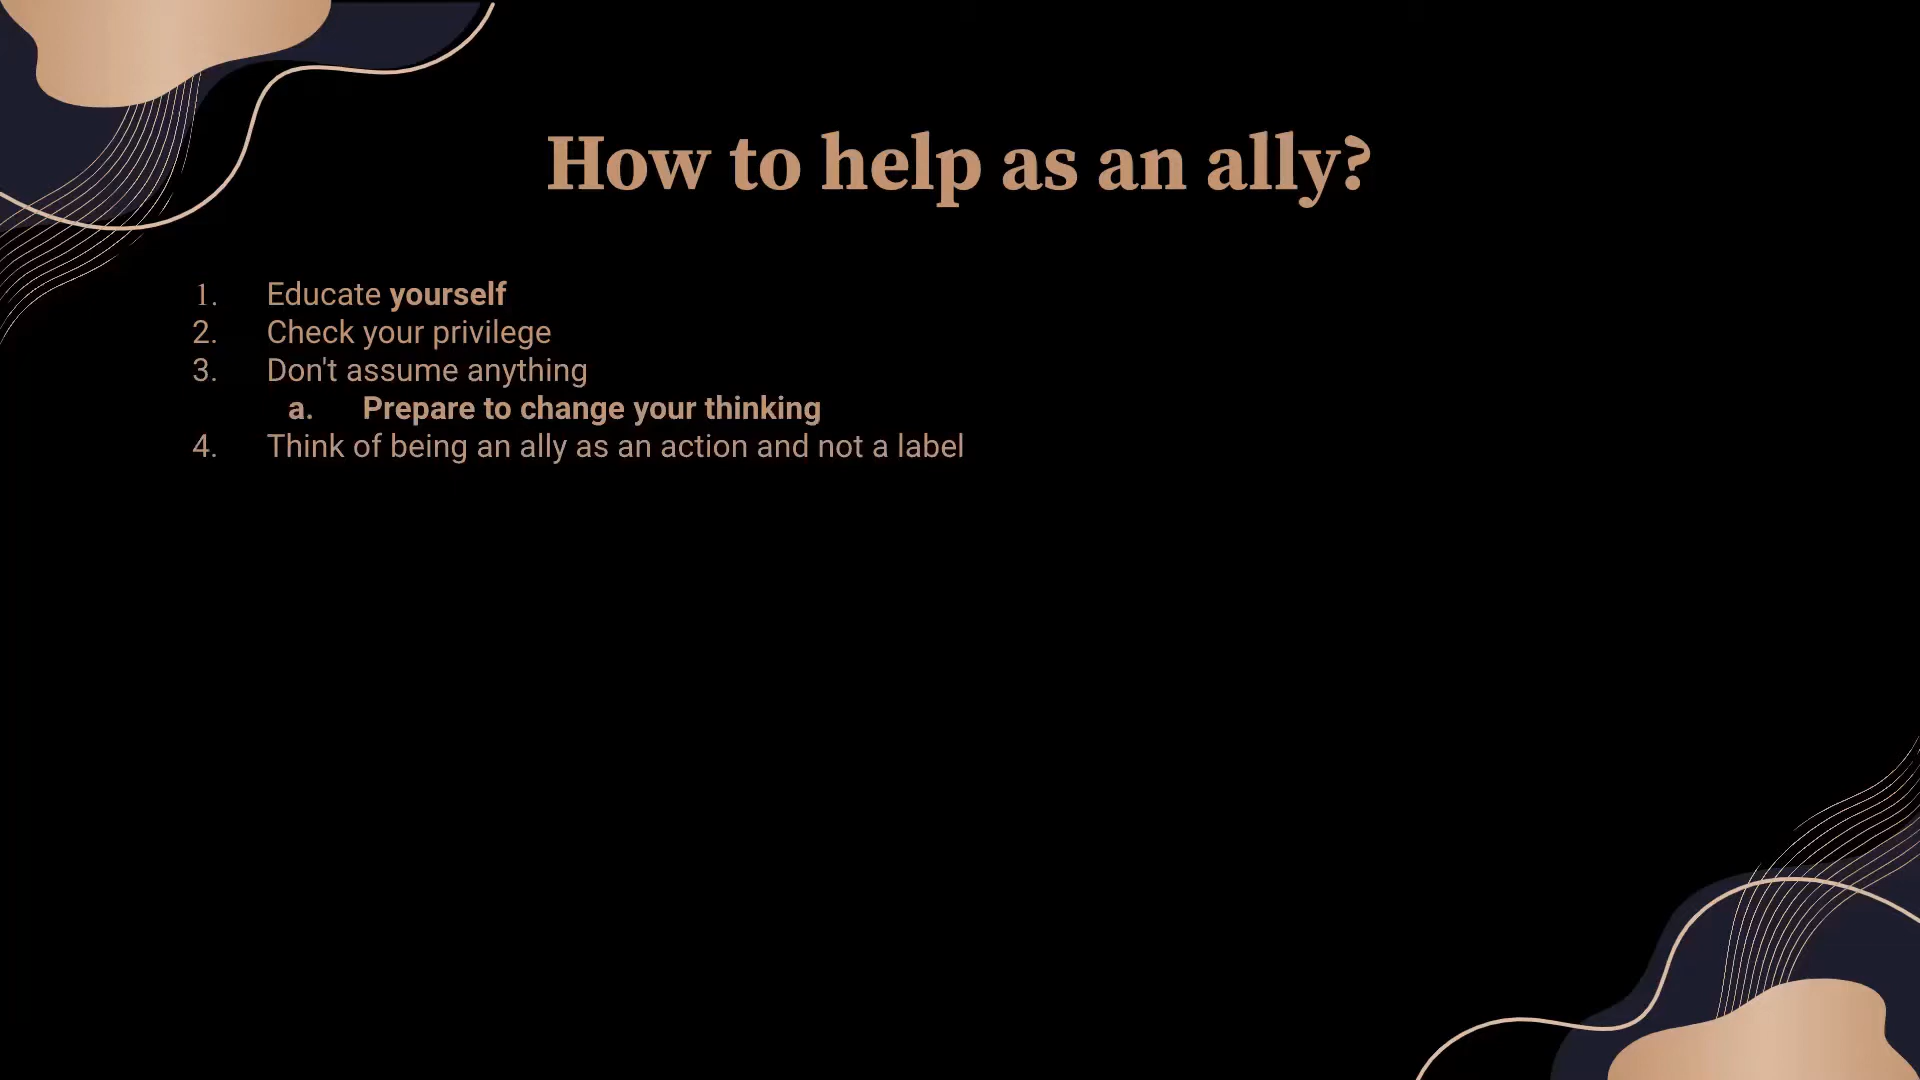 How to help as an ally?
1. Educate yourself
2. Check your privilege
3. Don't assume anything
a. Prepare to change your thinking
4. Think of being an ally as an action and not a label